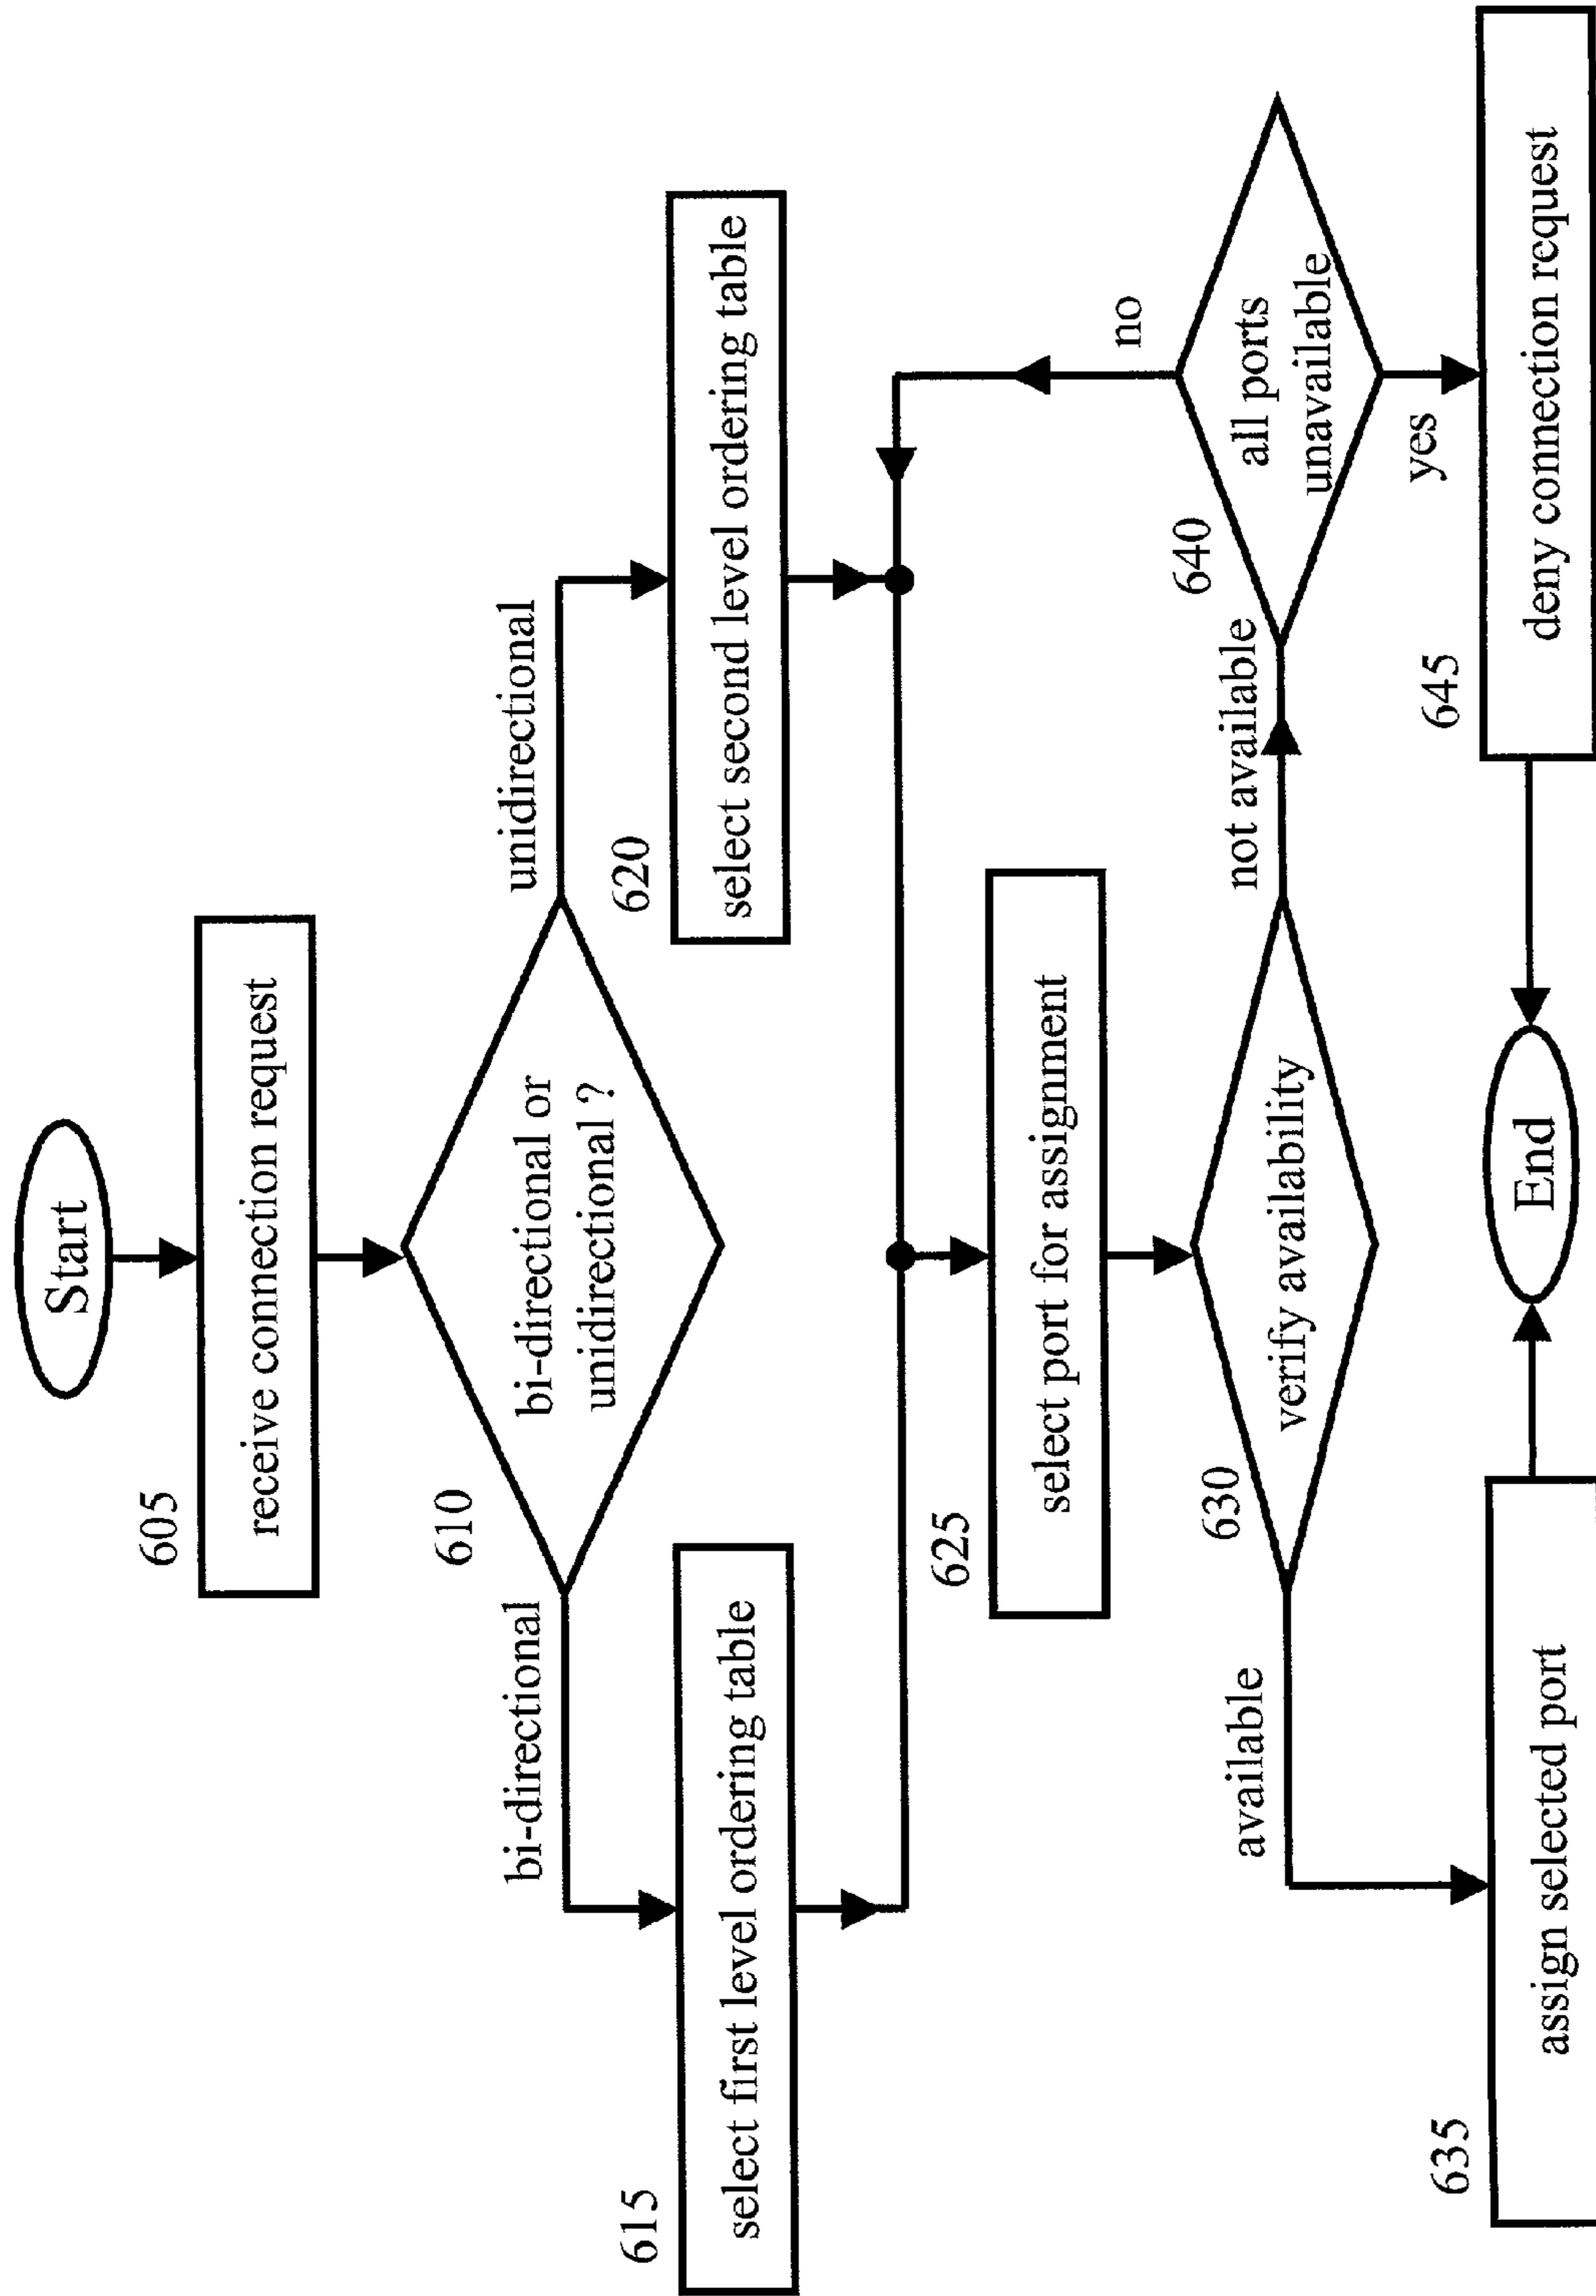 Start
605
receive connection request
610
bi-directional or
unidirectional ?
bi-directional
unidirectional
615
select first level ordering table
620
select second level ordering table
625
select port for assignment
630
verify availability
available
not available
640
all ports
unavailable
no
yes
635
assign selected port
End
645
deny connection request